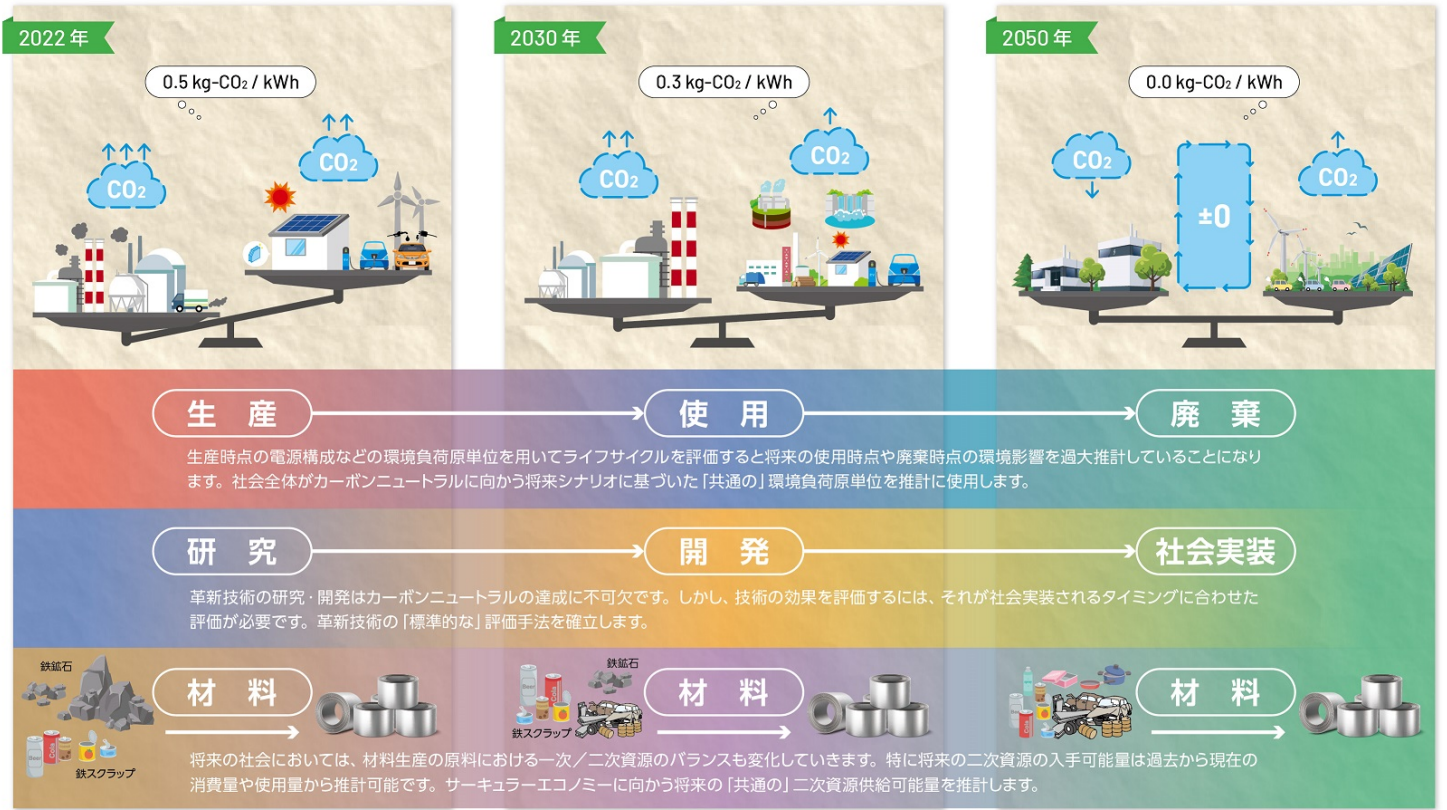 2022年
2030年
2050年
0.5 kg-CO₂ / kWh
0.3 kg-CO₂ / kWh
0.0 kg-CO₂ / kWh
CO₂
CO₂
CO₂
CO₂
CO₂
±0
CO₂
生 産
使 用
廃 棄
生産時点の電源構成などの環境負荷原単位を用いてライフサイクルを評価すると将来の使用時点や廃棄時点の環境影響を過大推計していることになり
ます。社会全体がカーボンニュートラルに向かう将来シナリオに基づいた「共通の」環境負荷原単位を推計に使用します。
研 究
開 発
社会実装
革新技術の研究・開発はカーボンニュートラルの達成に不可欠です。しかし、技術の効果を評価するには、それが社会実装されるタイミングに合わせた
評価が必要です。革新技術の「標準的な」評価手法を確立します。
鉄鉱石
鉄スクラップ
材 料
鉄鉱石
鉄スクラップ
材 料
材 料
Beer
Cola
Beer
Cola
Beer
Cola
将来の社会においては、材料生産の原料における一次／二次資源のバランスも変化していきます。特に将来の二次資源の入手可能量は過去から現在の
消費量や使用量から推計可能です。サーキュラーエコノミーに向かう将来の「共通の」二次資源供給可能量を推計します。